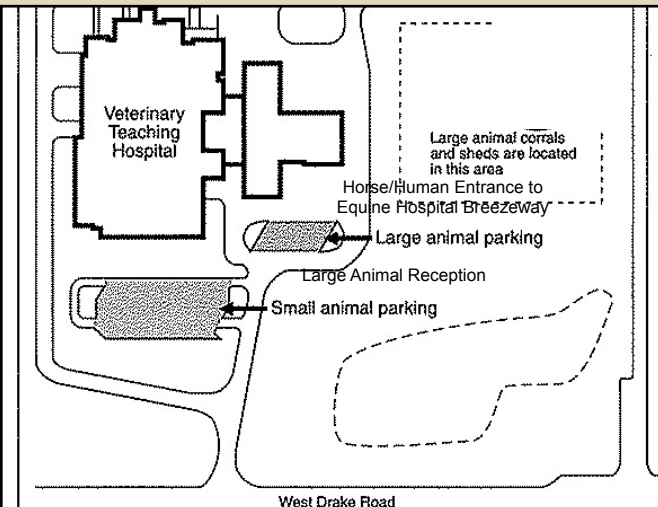 Veterinary
Teaching
Hospital
Large animal corrals
and sheds are located
in this area
Horse/Human Entrance to
Equine Hospital Breezeway
Large animal parking
Large Animal Reception
Small animal parking
West Drake Road